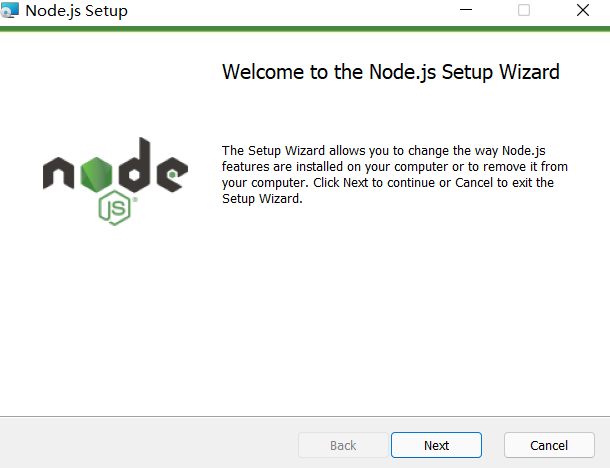 Node.js Setup
Welcome to the Node.js Setup Wizard
node
JS
The Setup Wizard allows you to change the way Node.js
features are installed on your computer or to remove it from
your computer. Click Next to continue or Cancel to exit the
Setup Wizard.
Back
Next
Cancel